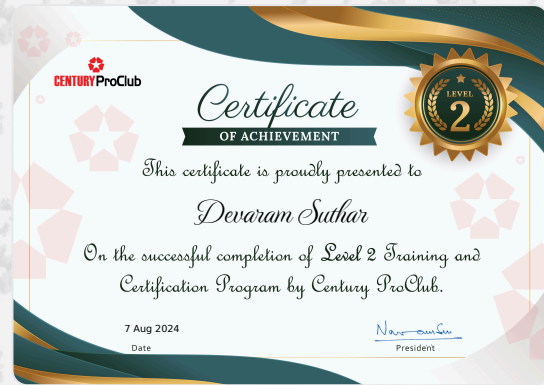 CENTURY ProClub
Certificate
OF ACHIEVEMENT
LEVEL
2
This certificate is proudly presented to
Devaram Suthar
On the successful completion of Level 2 Training and
Certification Program by Century ProClub.
7 Aug 2024
Date
President